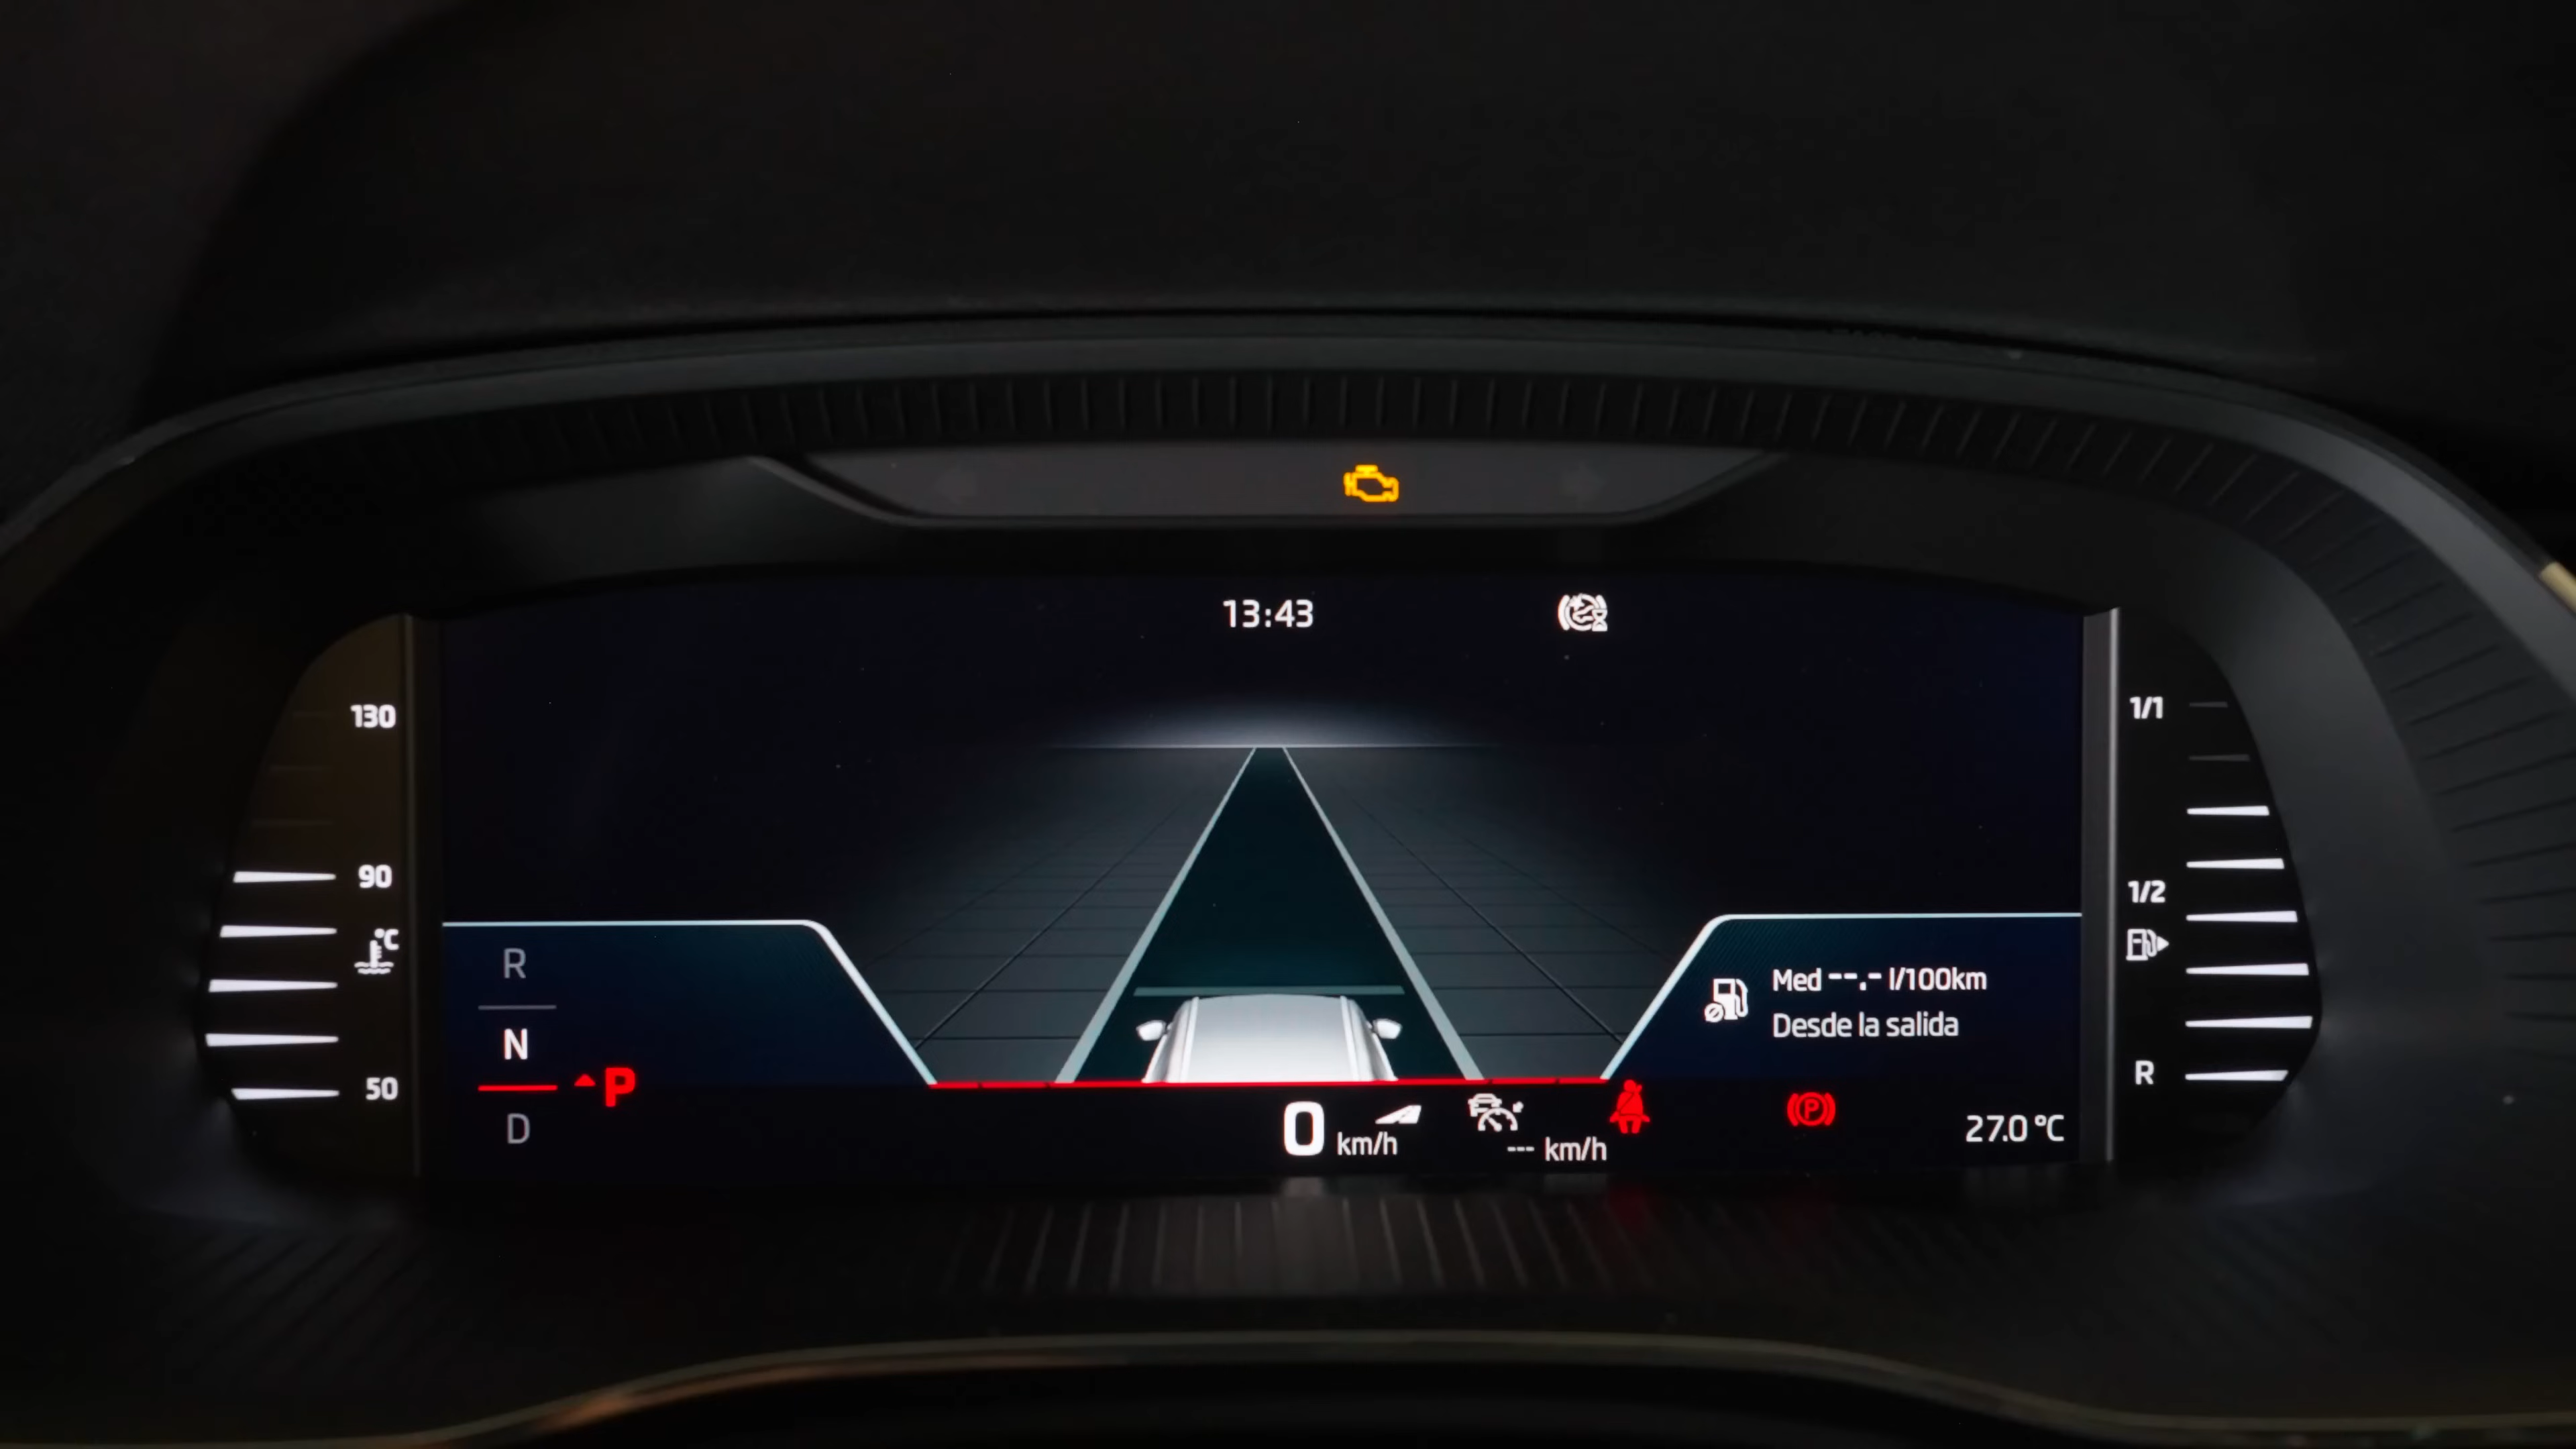 13:43
130
90
°C
50
R
N
P
D
0 km/h
--- km/h
P
Med --.- l/100km
Desde la salida
27.0 °C
1/1
1/2
R